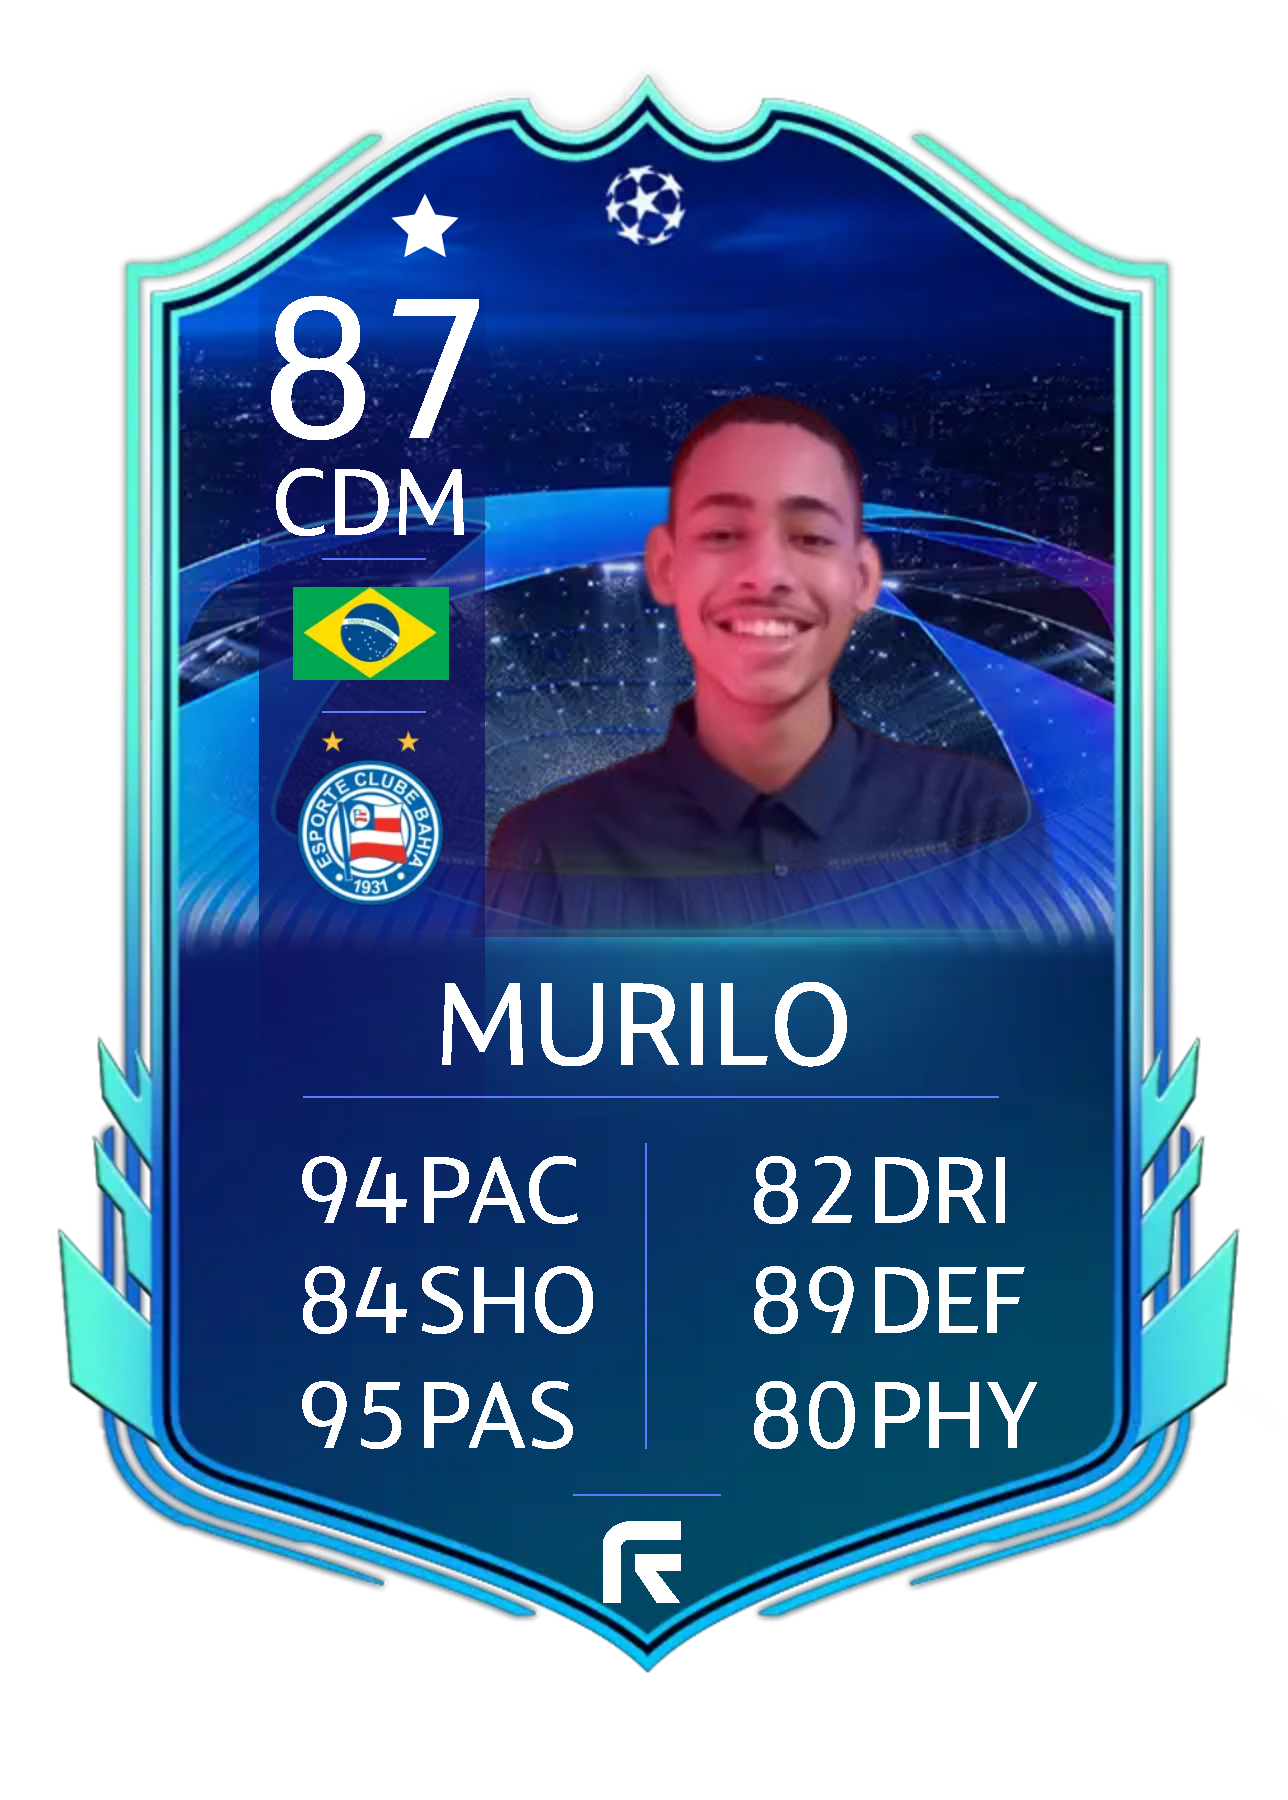 87
CDM
ESPORTE CLUBE BAHIA
1931
MURILO
94 PAC
82 DRI
84 SHO
89 DEF
95 PAS
80 PHY